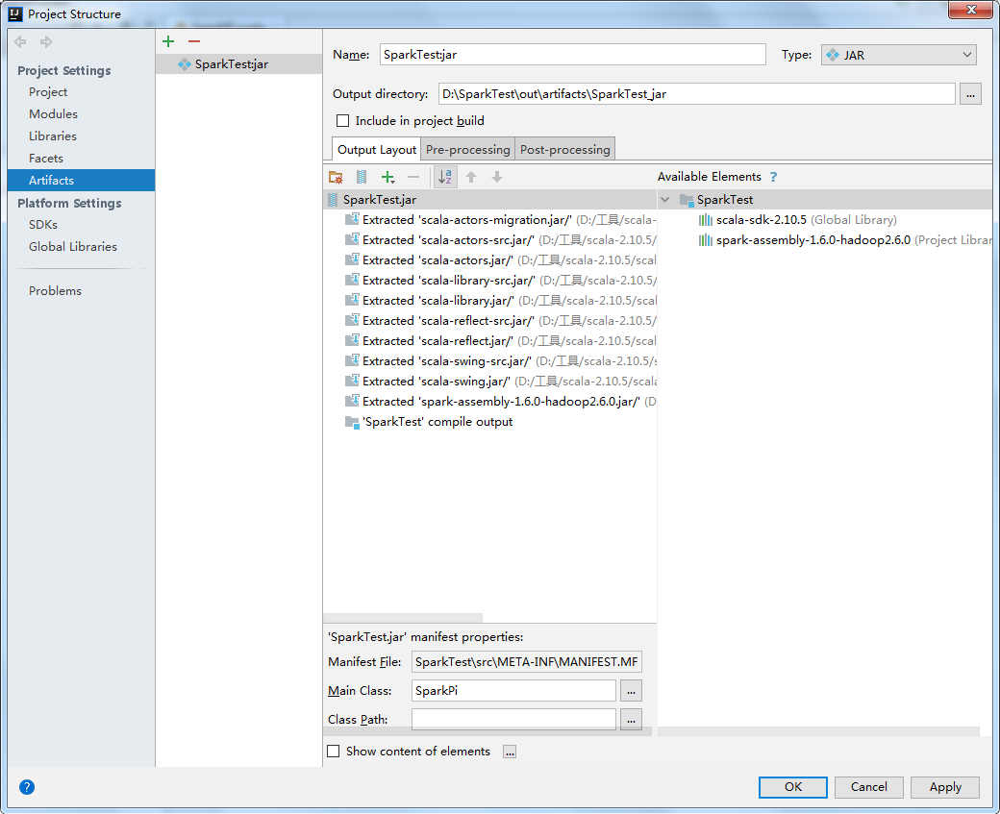 Project Structure
Project Settings
Project
Modules
Libraries
Facets
Artifacts
Platform Settings
SDKs
Global Libraries
Problems
SparkTest:jar
Name: SparkTest:jar
Type: JAR
Output directory: D:\SparkTest\out\artifacts\SparkTest_jar ...
Include in project build
Output Layout Pre-processing Post-processing
Available Elements ?
SparkTest.jar
Extracted 'scala-actors-migration.jar/' (D:/工具/scala-
Extracted 'scala-actors-src.jar/' (D:/工具/scala-2.10.5/
Extracted 'scala-actors.jar/' (D:/工具/scala-2.10.5/scal
Extracted 'scala-library-src.jar/' (D:/工具/scala-2.10.5/
Extracted 'scala-library.jar/' (D:/工具/scala-2.10.5/scal
Extracted 'scala-reflect-src.jar/' (D:/工具/scala-2.10.5/
Extracted 'scala-reflect.jar/' (D:/工具/scala-2.10.5/scal
Extracted 'scala-swing-src.jar/' (D:/工具/scala-2.10.5/s
Extracted 'scala-swing.jar/' (D:/工具/scala-2.10.5/scala
Extracted 'spark-assembly-1.6.0-hadoop2.6.0.jar/' (D
'SparkTest' compile output
SparkTest
scala-sdk-2.10.5 (Global Library)
spark-assembly-1.6.0-hadoop2.6.0 (Project Librar
'SparkTest.jar' manifest properties:
Manifest File: SparkTest\src\META-INF\MANIFEST.MF
Main Class: SparkPi ...
Class Path: ...
Show content of elements ...
?
OK Cancel Apply